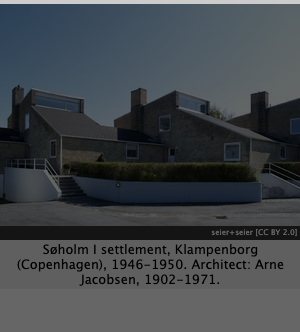 seier+seier [CC BY 2.0]
Søholm I settlement, Klampenborg
(Copenhagen), 1946-1950. Architect: Arne
Jacobsen, 1902-1971.